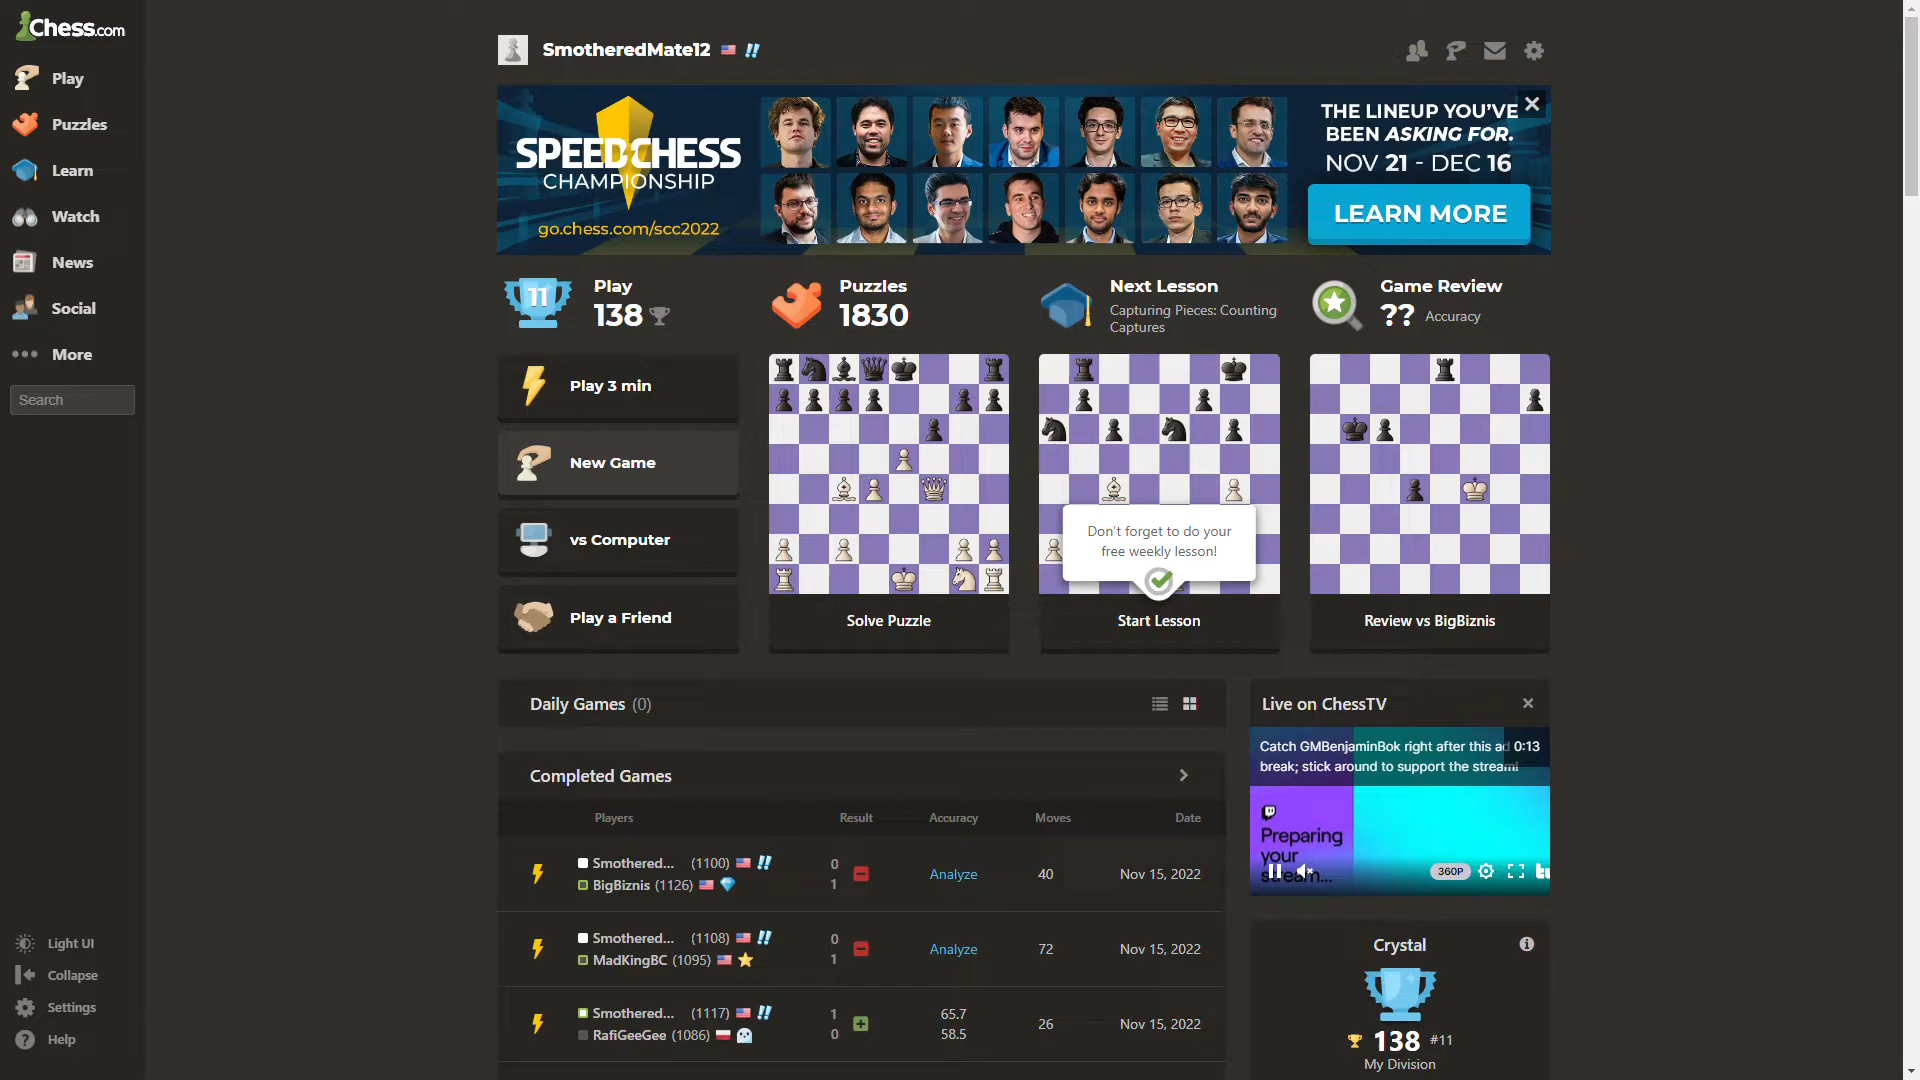 Chess.com
Play
Puzzles
Learn
Watch
News
Social
More
Search
Light UI
Collapse
Settings
Help
SmotheredMate12
SPEED CHESS
CHAMPIONSHIP
go.chess.com/scc2022
THE LINEUP YOU'VE
BEEN ASKING FOR.
NOV 21 - DEC 16
LEARN MORE
11
Play
138
Puzzles
1830
Next Lesson
Capturing Pieces: Counting
Captures
Game Review
?? Accuracy
Play 3 min
New Game
vs Computer
Play a Friend
Solve Puzzle
Don't forget to do your
free weekly lesson!
Start Lesson
Review vs BigBiznis
Daily Games (0)
Completed Games
Players Result Accuracy Moves Date
Smothered... (1100) 0
BigBiznis (1126) 1
Analyze 40 Nov 15, 2022
Smothered... (1108) 0
MadKingBC (1095) 1
Analyze 72 Nov 15, 2022
Smothered... (1117) 1 65.7
RafiGeeGee (1086) 0 58.5
26 Nov 15, 2022
Live on ChessTV
Catch GMBenjaminBok right after this ad 0:13
break; stick around to support the stream!
Preparing
your
stream...
360P
Crystal
138 #11
My Division